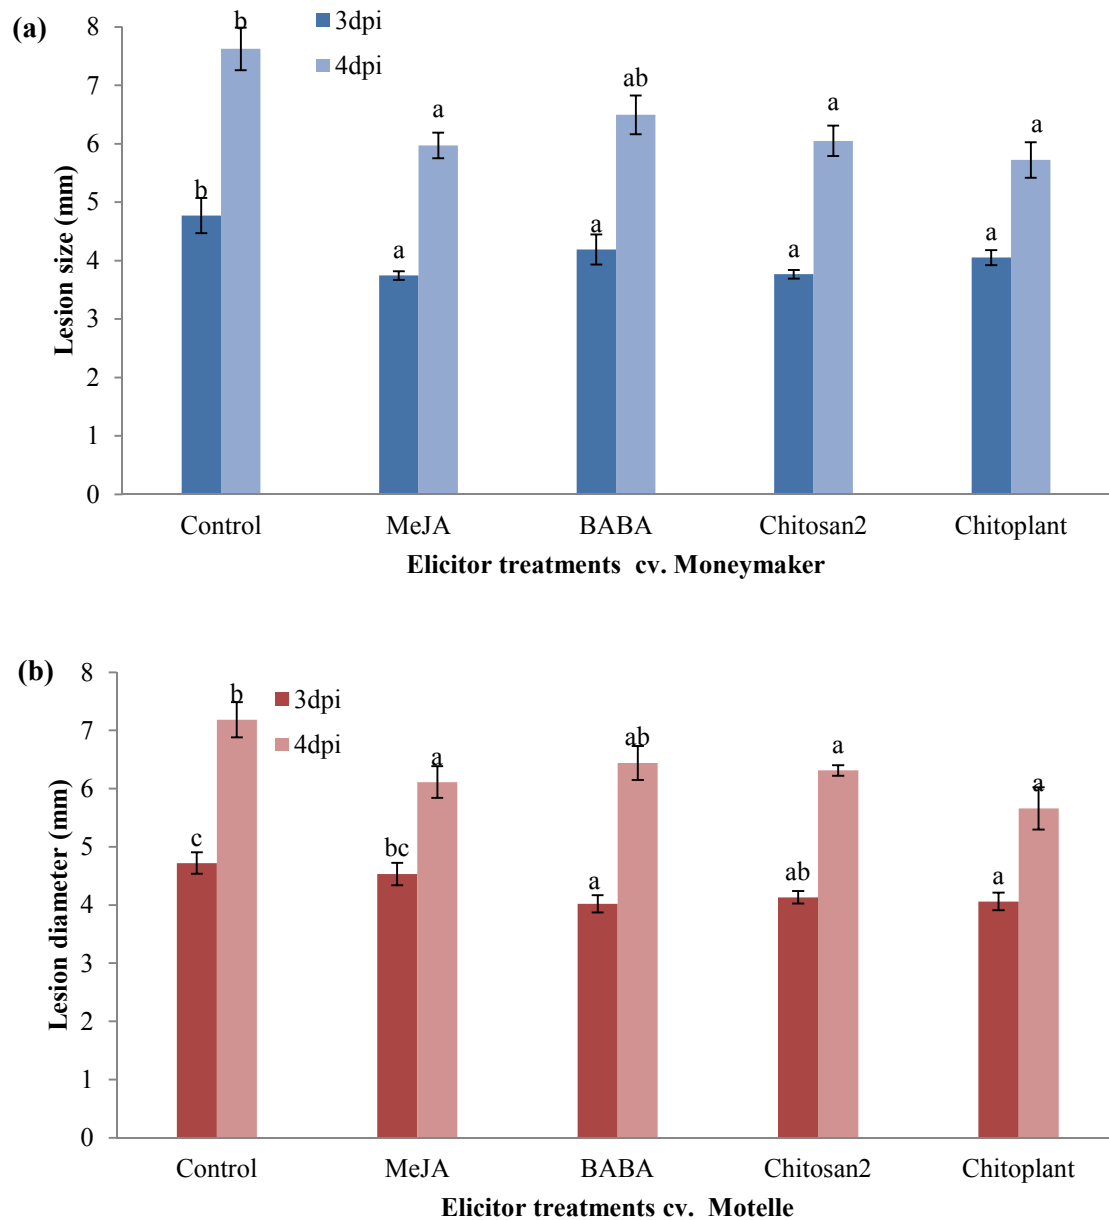 (a)
3dpi
4dpi
Lesion size (mm)
8
7
6
5
4
3
2
1
0
b
b
a
a
a
ab
a
a
a
a
Control MeJA BABA Chitosan2 Chitoplant
Elicitor treatments cv. Moneymaker
(b)
3dpi
4dpi
Lesion diameter (mm)
8
7
6
5
4
3
2
1
0
c
b
bc
a
a
ab
ab
a
a
a
Control MeJA BABA Chitosan2 Chitoplant
Elicitor treatments cv. Motelle